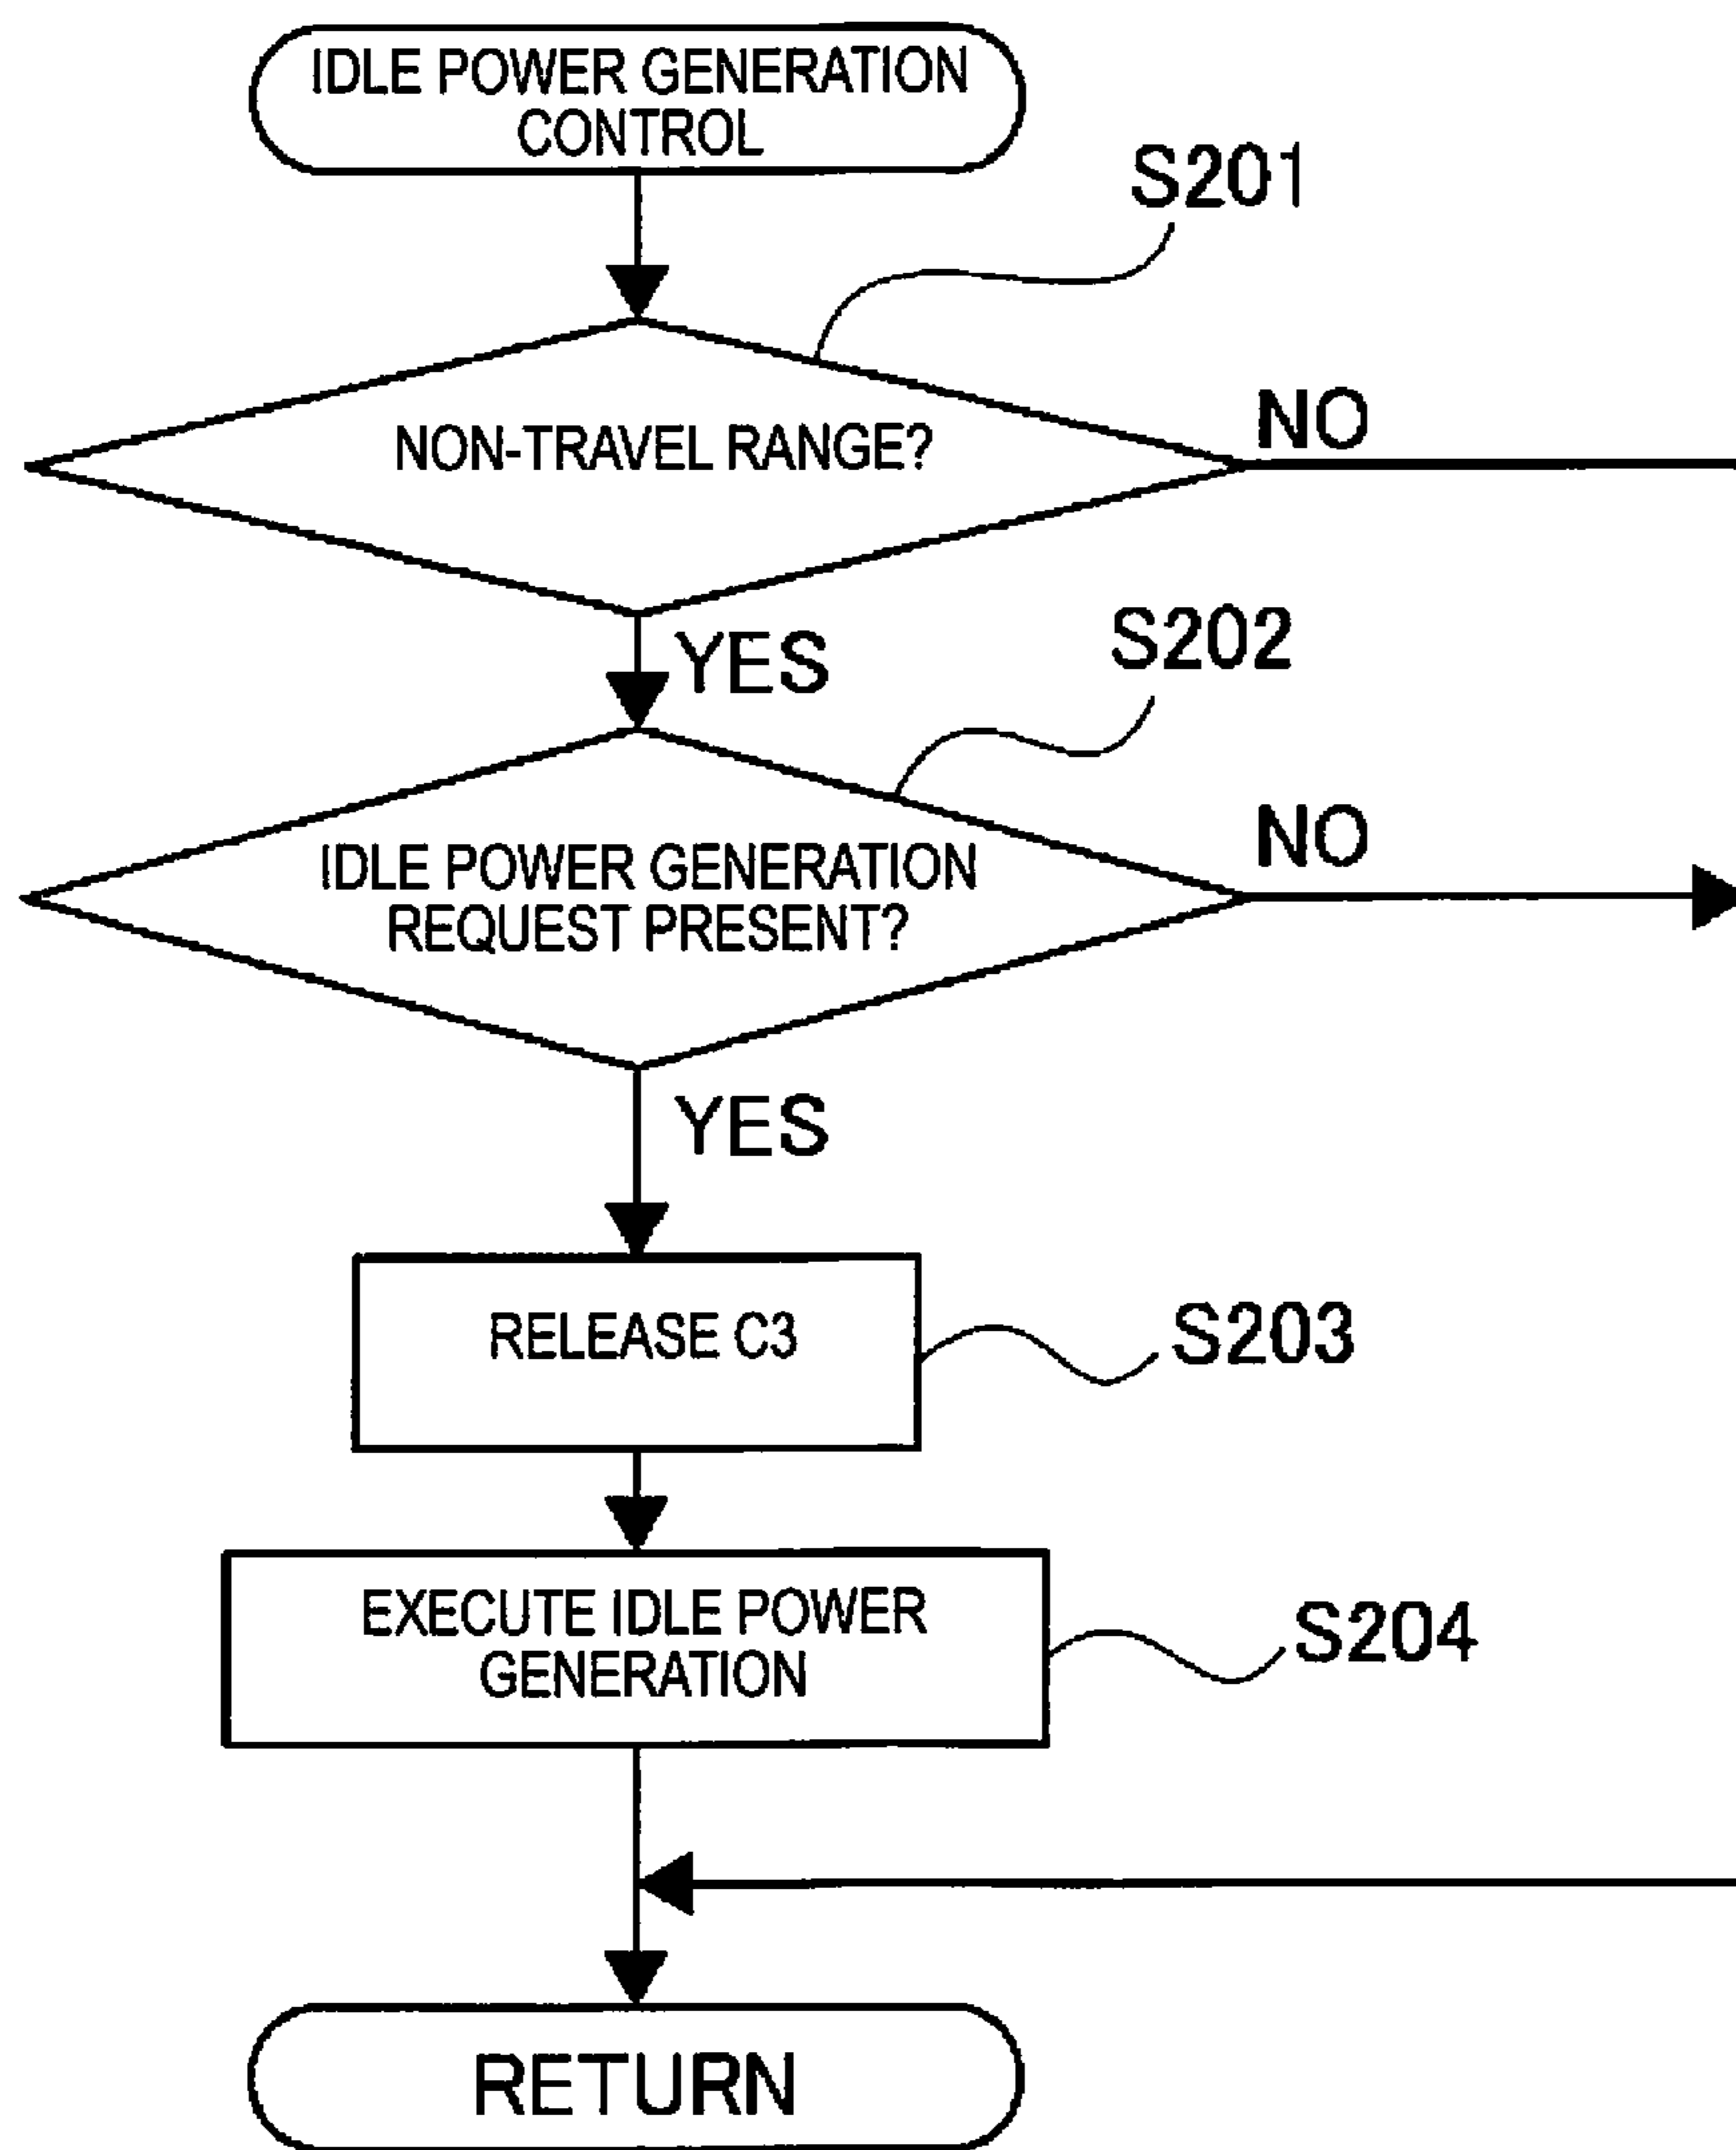 IDLE POWER GENERATION
CONTROL
S201
NON-TRAVEL RANGE?
NO
YES
S202
IDLE POWER GENERATION
REQUEST PRESENT?
NO
YES
RELEASE C3
S203
EXECUTE IDLE POWER
GENERATION
S204
RETURN